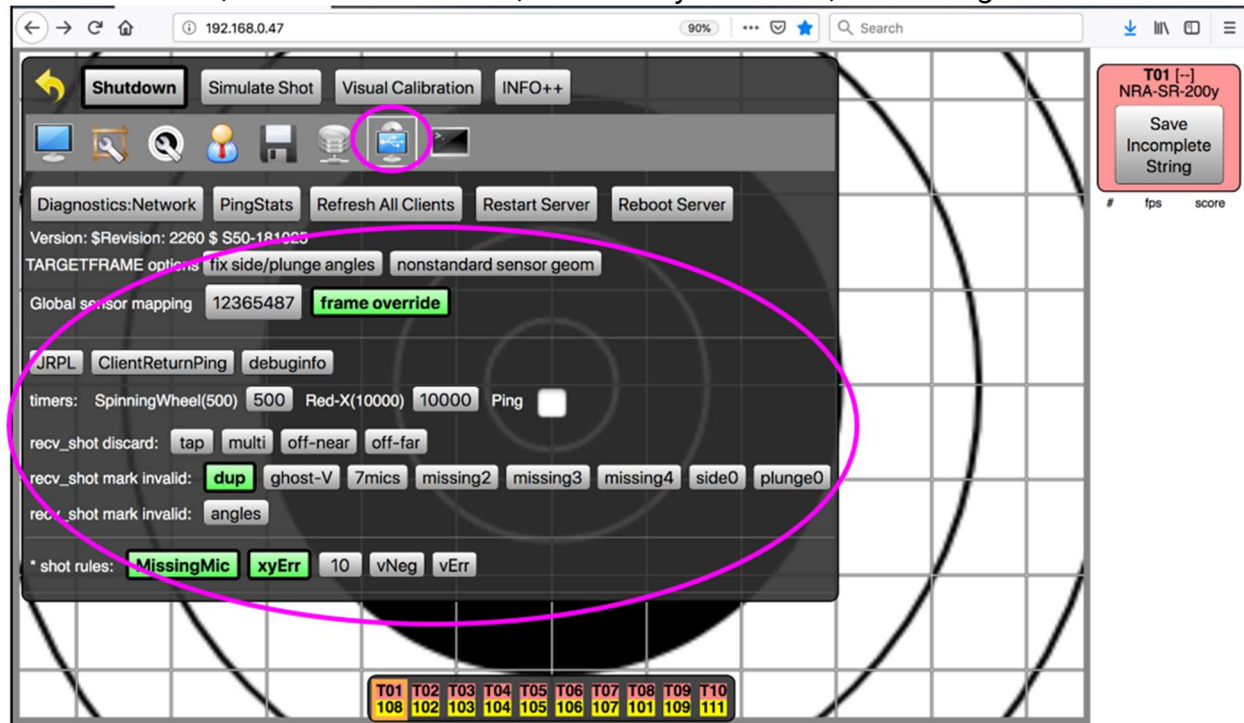 192.168.0.47 90% Search
Shutdown Simulate Shot Visual Calibration INFO++
Diagnostics:Network PingStats Refresh All Clients Restart Server Reboot Server
Version: $Revision: 2260 $ S50-181025
TARGETFRAME options fix side/plunge angles nonstandard sensor geom
Global sensor mapping 12365487 frame override
JRPL ClientReturnPing debuginfo
timers: SpinningWheel(500) 500 Red-X(10000) 10000 Ping
recv_shot discard: tap multi off-near off-far
recv_shot mark invalid: dup ghost-V 7mics missing2 missing3 missing4 side0 plunge0
recv_shot mark invalid: angles
* shot rules: MissingMic xyErr 10 vNeg vErr
T01 [--]
NRA-SR-200y
Save
Incomplete
String
# fps score
T01 T02 T03 T04 T05 T06 T07 T08 T09 T10
108 102 103 104 105 106 107 101 109 111